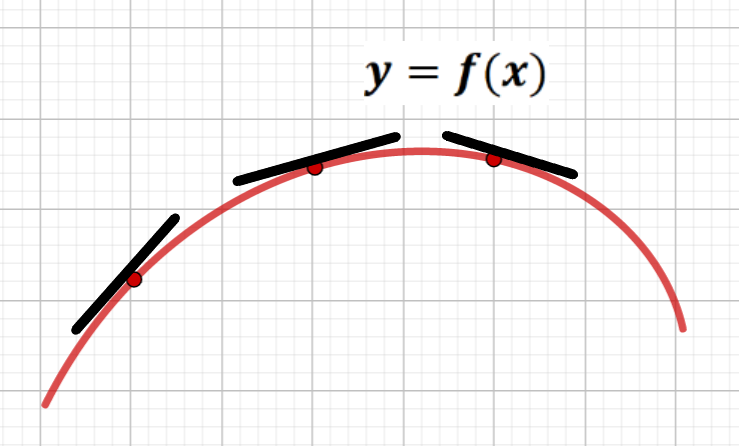 y = f(x)